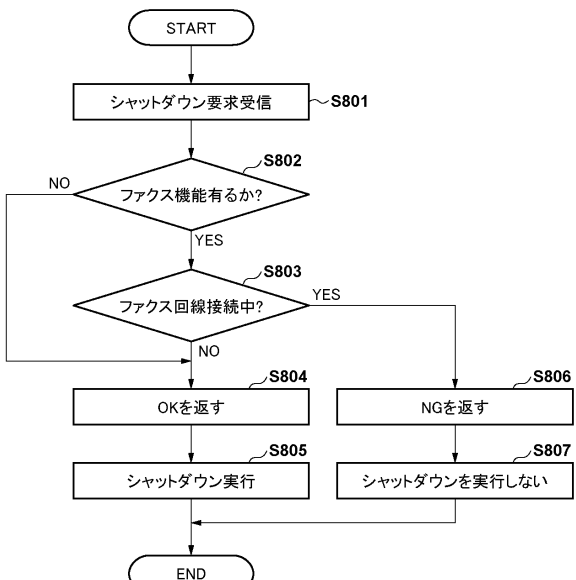 START
シャットダウン要求受信
S801
S802
NO
ファクス機能有るか?
YES
S803
ファクス回線接続中?
YES
NO
S804
OKを返す
S806
NGを返す
S805
シャットダウン実行
S807
シャットダウンを実行しない
END